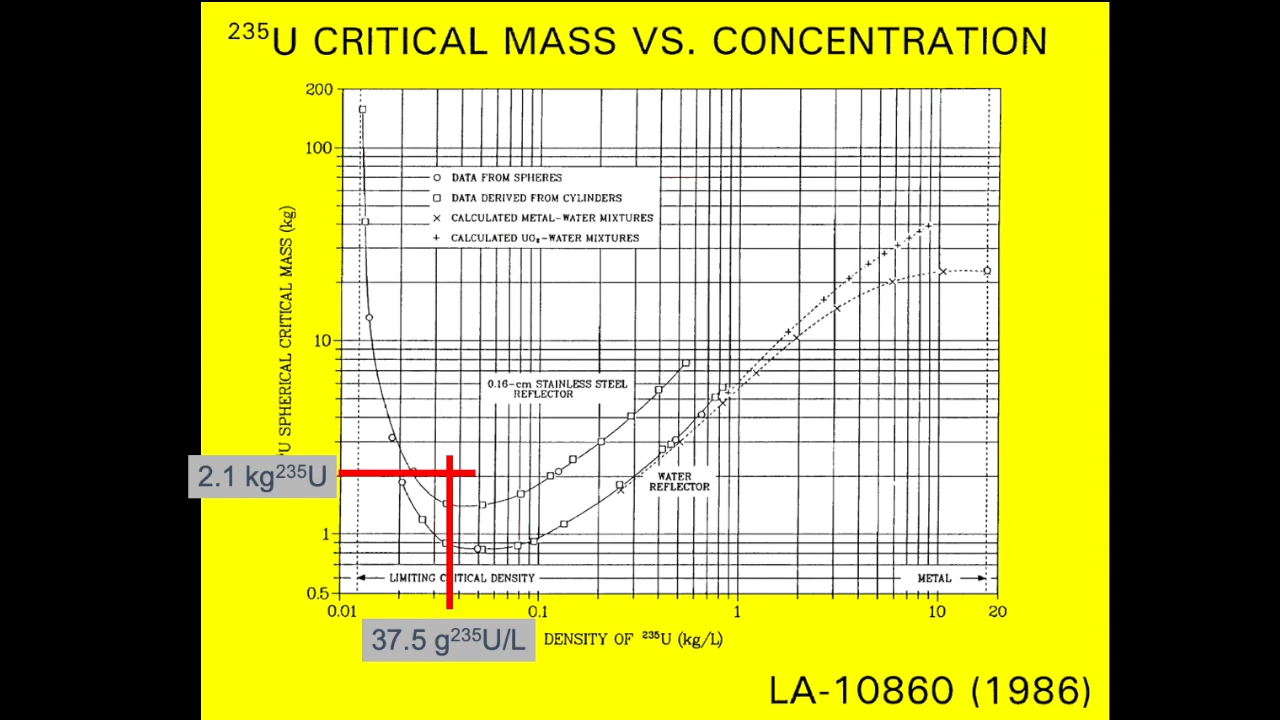 ²³⁵U CRITICAL MASS VS. CONCENTRATION
200
100
10
1
0.5
U SPHERICAL CRITICAL MASS (kg)
DATA FROM SPHERES
DATA DERIVED FROM CYLINDERS
CALCULATED METAL-WATER MIXTURES
CALCULATED UO₂-WATER MIXTURES
0.16-cm STAINLESS STEEL
REFLECTOR
2.1 kg²³⁵U
WATER
REFLECTOR
LIMITING CRITICAL DENSITY
METAL
0.01
0.1
1
10
20
37.5 g²³⁵U/L
DENSITY OF ²³⁵U (kg/L)
LA-10860 (1986)